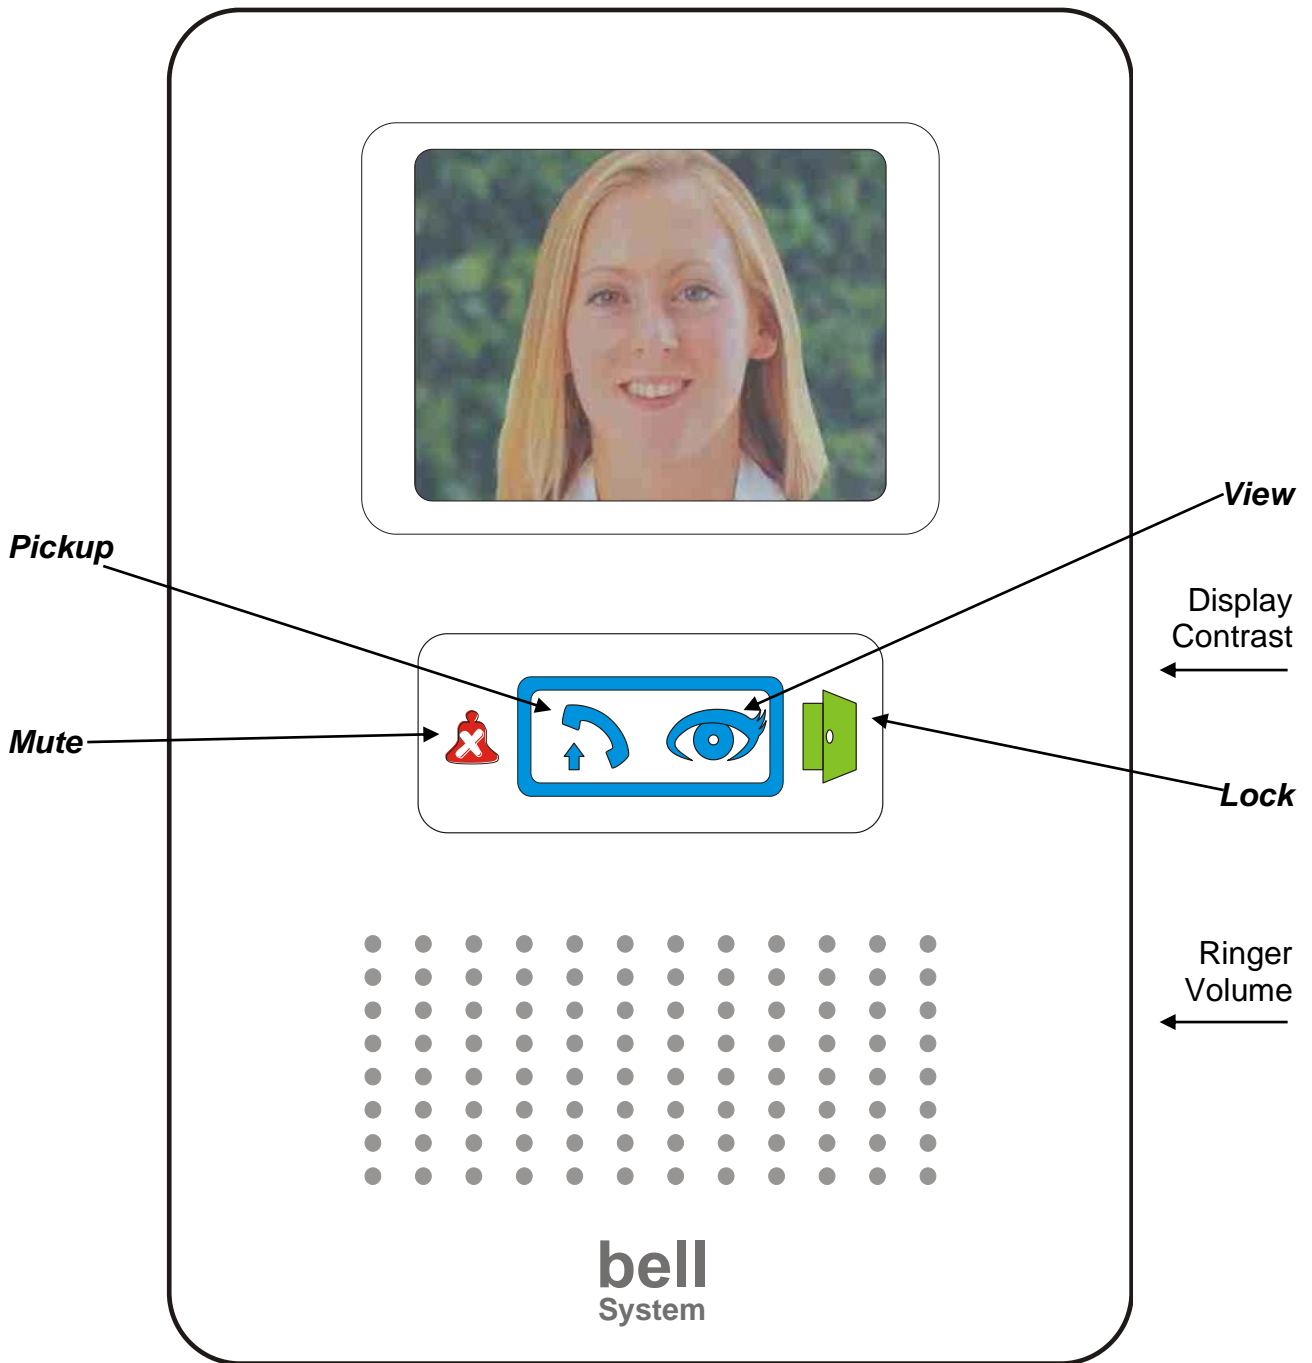 View
Pickup
Display
Contrast
Mute
Lock
Ringer
Volume
bell
System